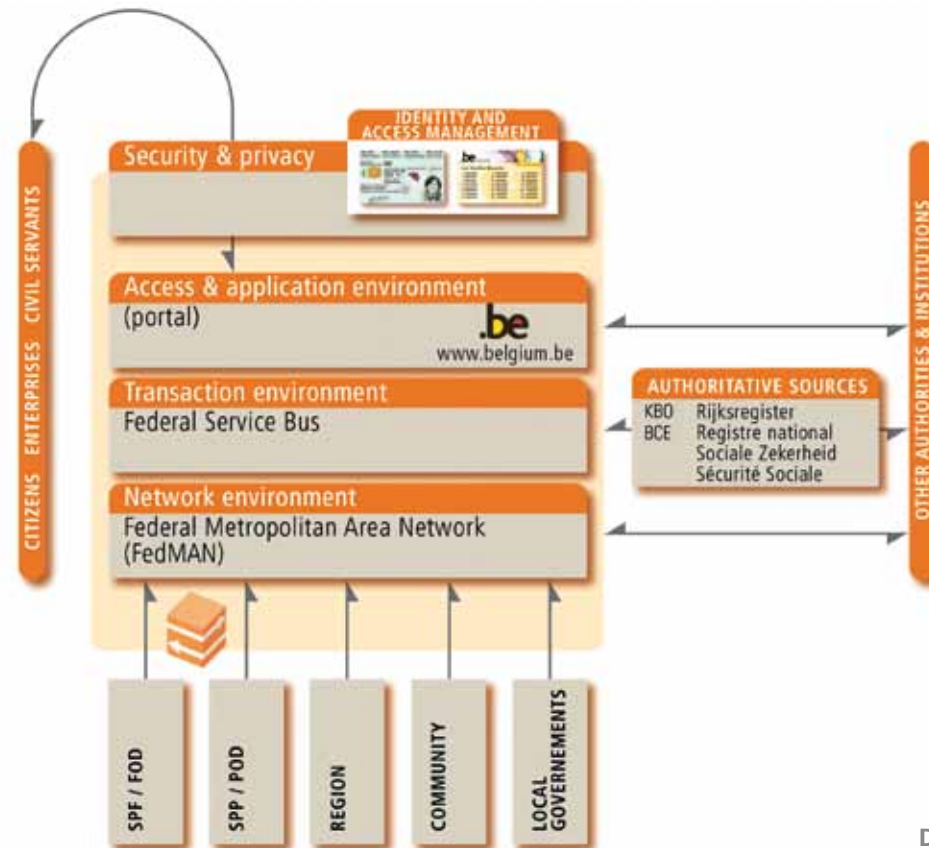 IDENTITY AND
ACCESS MANAGEMENT
Security & privacy
.be
Access & application environment
(portal)
.be
www.belgium.be
Transaction environment
Federal Service Bus
AUTHORITATIVE SOURCES
KBO Rijksregister
BCE Registre national
Sociale Zekerheid
Sécurité Sociale
Network environment
Federal Metropolitan Area Network
(FedMAN)
CITIZENS ENTERPRISES CIVIL SERVANTS
OTHER AUTHORITIES & INSTITUTIONS
SPF / FOD
SPP / POD
REGION
COMMUNITY
LOCAL
GOVERNEMENTS
D